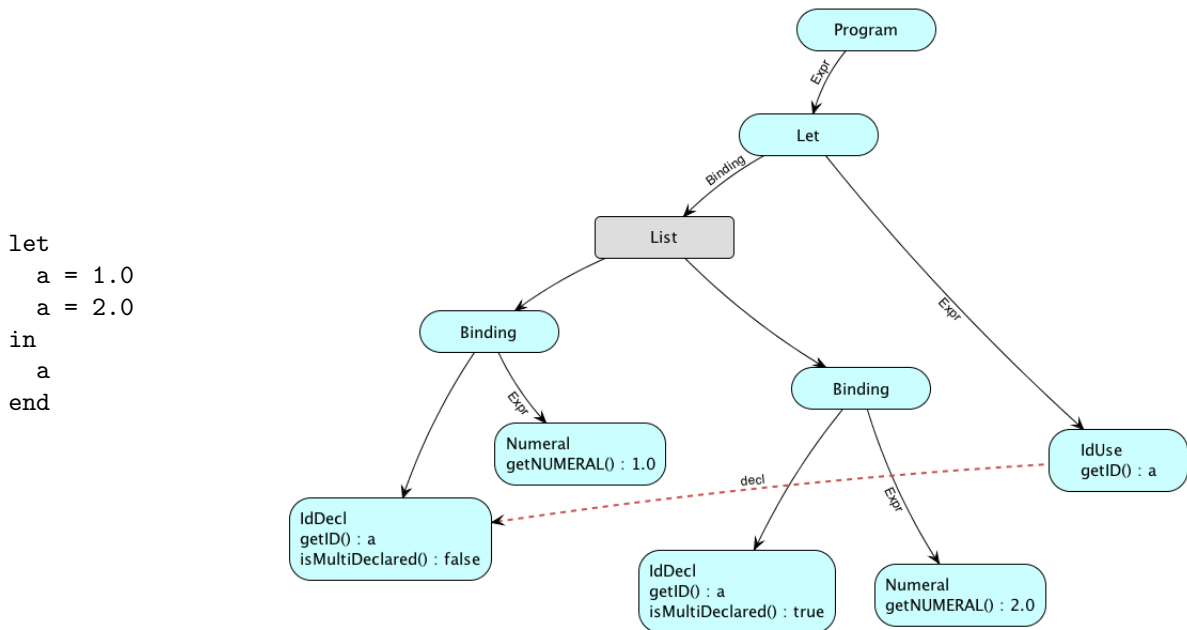 let
  a = 1.0
  a = 2.0
in
  a
end
Program
Expr
Let
Binding
Expr
List
Binding
Expr
Binding
Expr
Numeral
getNUMERAL() : 1.0
IdUse
getID() : a
decl
IdDecl
getID() : a
isMultiDeclared() : false
IdDecl
getID() : a
isMultiDeclared() : true
Numeral
getNUMERAL() : 2.0